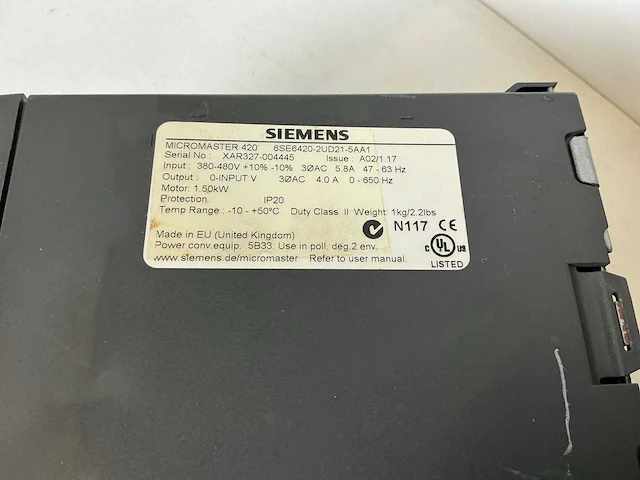 SIEMENS
MICROMASTER 420 6SE6420-2UD21-5AA1
Serial No : XAR327-004445 Issue : A02/1.17
Input : 380-480V +10% -10% 3ØAC 5.8A 47 - 63 Hz
Output : 0-INPUT V 3ØAC 4.0 A 0 - 650 Hz
Motor: 1.50kW
Protection IP20
Temp Range : -10 - +50°C Duty Class II Weight 1kg/2.2lbs
N117 CE
Made in EU (United Kingdom)
Power conv.equip. 5B33. Use in poll. deg.2 env.
c UL us
www.siemens.de/micromaster Refer to user manual.
LISTED